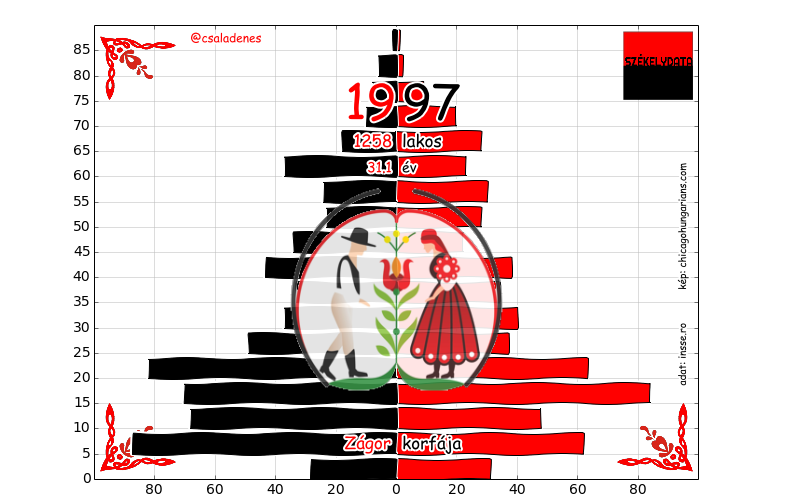 @csaladenes
SZÉKELYDATA
1997
1258 lakos
31.1 év
kép: chicagohungarians.com
adat: insse.ro
Zágor korfája
85
80
75
70
65
60
55
50
45
40
35
30
25
20
15
10
5
0
80 60 40 20 0 20 40 60 80